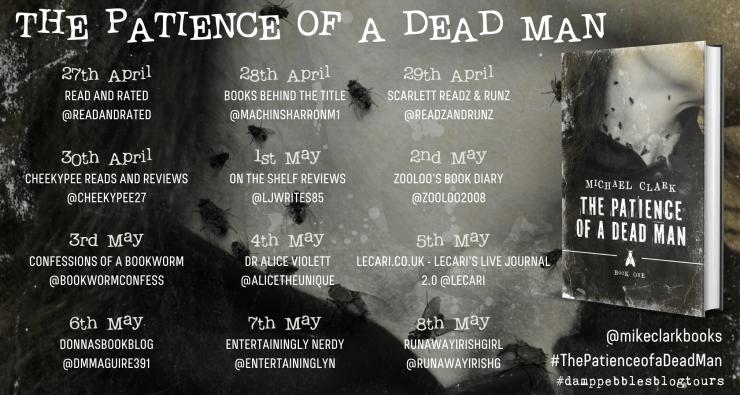 THE PATIENCE OF A DEAD MAN
27th April
READ AND RATED
@READANDRATED
28th April
BOOKS BEHIND THE TITLE
@MACHINSHARRONM1
29th April
SCARLETT READZ & RUNZ
@READZANDRUNZ
30th April
CHEEKYPEE READS AND REVIEWS
@CHEEKYPEE27
1st May
ON THE SHELF REVIEWS
@LJWRITES85
2nd May
ZOOLOO'S BOOK DIARY
@ZOOLOO2008
3rd May
CONFESSIONS OF A BOOKWORM
@BOOKWORMCONFESS
4th May
DR ALICE VIOLETT
@ALICETHEUNIQUE
5th May
LECARI.CO.UK - LECARI'S LIVE JOURNAL
2.0 @LECARI
6th May
DONNASBOOKBLOG
@DMMAGUIRE391
7th May
ENTERTAININGLY NERDY
@ENTERTAININGLYN
8th May
RUNAWAYIRISHGIRL
@RUNAWAYIRISHG
MICHAEL CLARK
THE PATIENCE
OF A DEAD MAN
BOOK ONE
@mikeclarkbooks
#ThePatienceofaDeadMan
#damppebblesblogtours